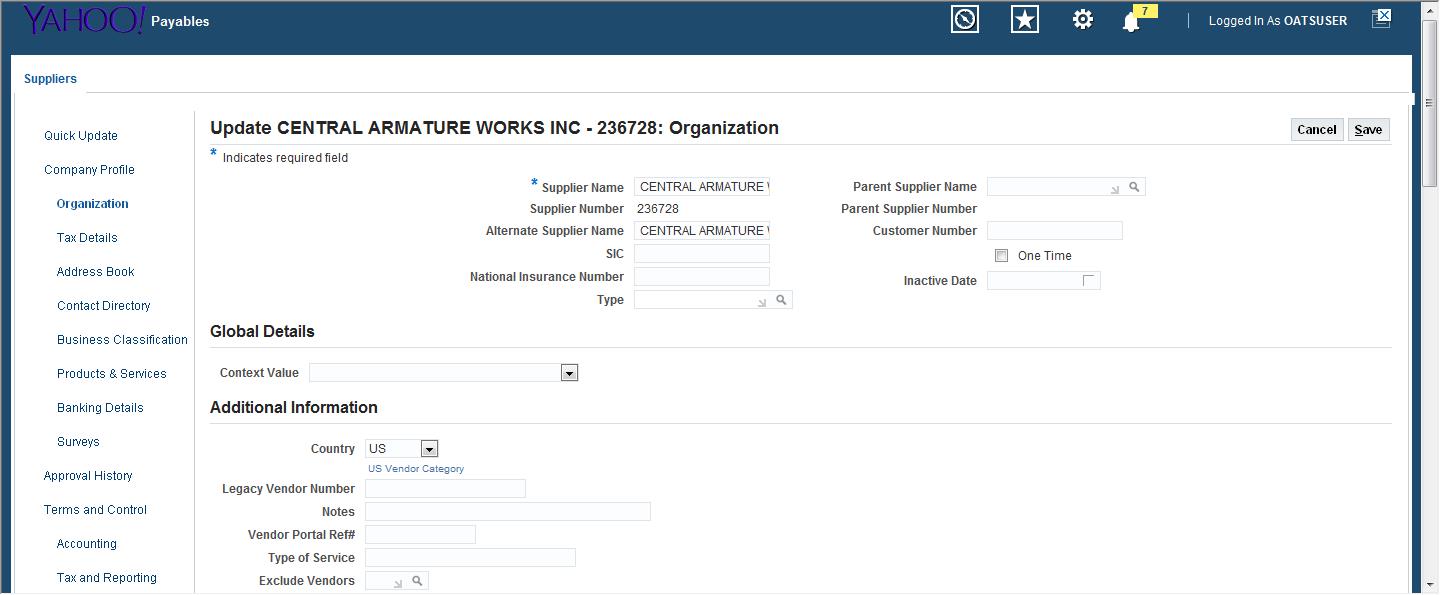 YAHOO! Payables
7
Logged In As OATSUSER
Suppliers
Quick Update
Company Profile
Organization
Tax Details
Address Book
Contact Directory
Business Classification
Products & Services
Banking Details
Surveys
Approval History
Terms and Control
Accounting
Tax and Reporting
Update CENTRAL ARMATURE WORKS INC - 236728: Organization
Cancel Save
* Indicates required field
* Supplier Name CENTRAL ARMATURE W
Supplier Number 236728
Alternate Supplier Name CENTRAL ARMATURE W
SIC
National Insurance Number
Type
Parent Supplier Name
Parent Supplier Number
Customer Number
One Time
Inactive Date
Global Details
Context Value
Additional Information
Country US
US Vendor Category
Legacy Vendor Number
Notes
Vendor Portal Ref#
Type of Service
Exclude Vendors